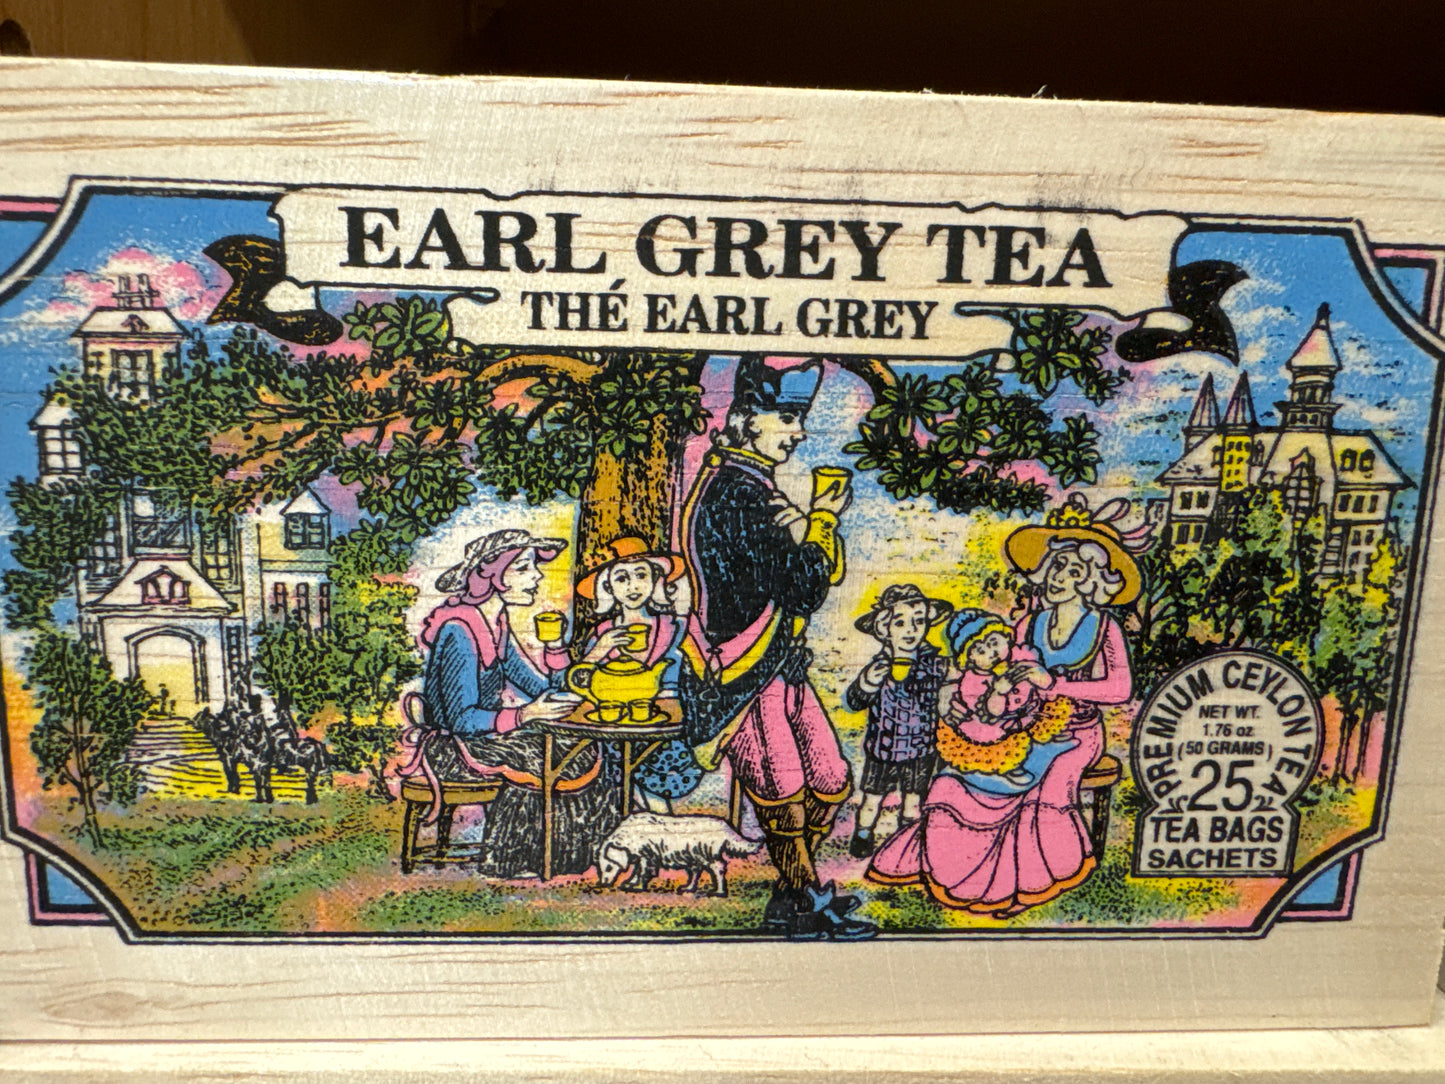 EARL GREY TEA
THÉ EARL GREY
PREMIUM CEYLON TEA
NET WT.
1.76 oz
(50 GRAMS)
25
TEA BAGS
SACHETS